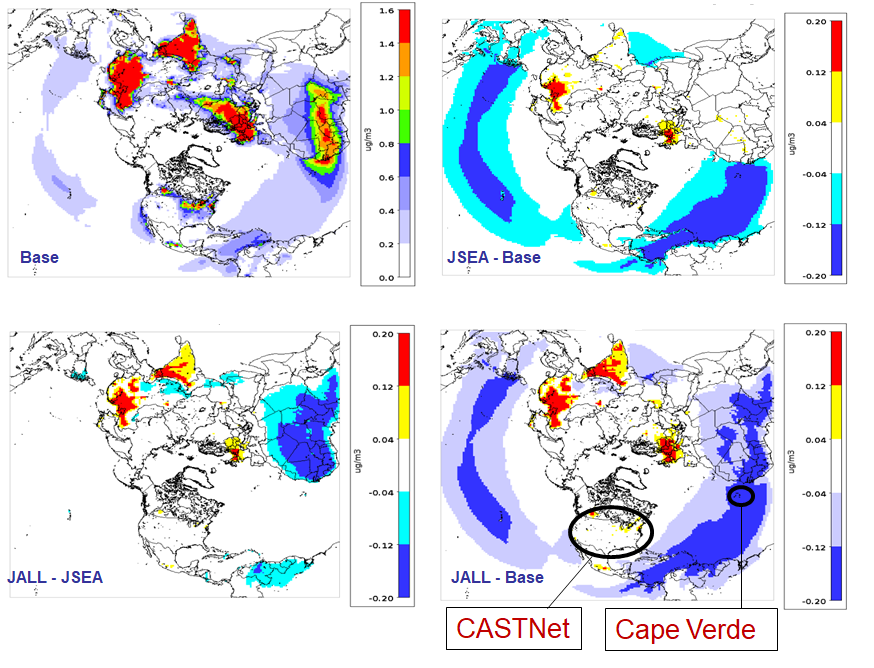 1.6
1.4
1.2
1.0
0.8
0.6
0.4
0.2
0.0
ug/m3
Base
0.20
0.12
0.04
-0.04
-0.12
-0.20
ug/m3
JSEA - Base
0.20
0.12
0.04
-0.04
-0.12
-0.20
ug/m3
JALL - JSEA
0.20
0.12
0.04
-0.04
-0.12
-0.20
ug/m3
JALL - Base
CASTNet
Cape Verde